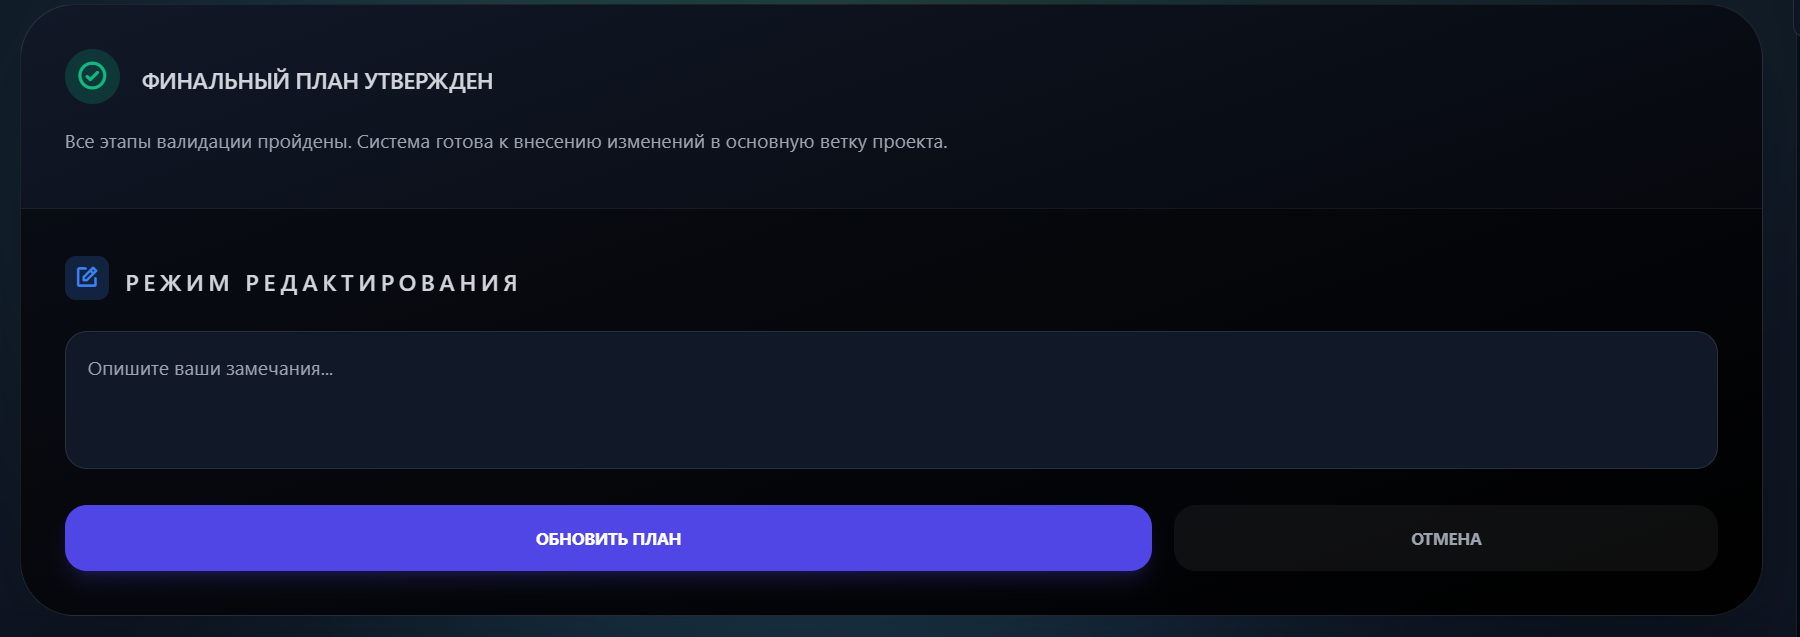 ФИНАЛЬНЫЙ ПЛАН УТВЕРЖДЕН
Все этапы валидации пройдены. Система готова к внесению изменений в основную ветку проекта.
РЕЖИМ РЕДАКТИРОВАНИЯ
Опишите ваши замечания...
ОБНОВИТЬ ПЛАН
ОТМЕНА